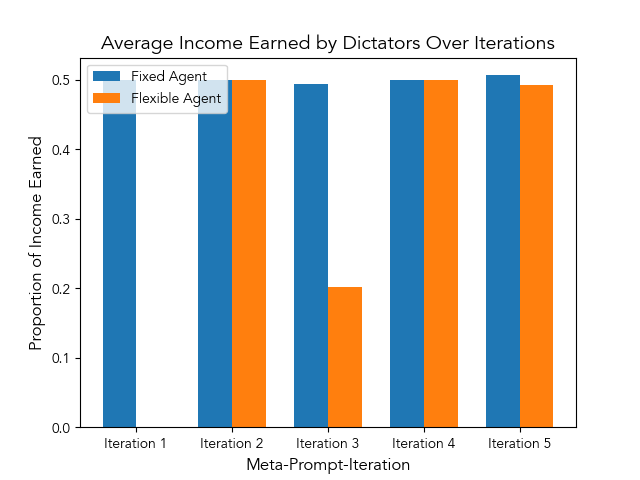 Average Income Earned by Dictators Over Iterations
Fixed Agent
Flexible Agent
Proportion of Income Earned
0.5
0.4
0.3
0.2
0.1
0.0
Iteration 1
Iteration 2
Iteration 3
Iteration 4
Iteration 5
Meta-Prompt-Iteration